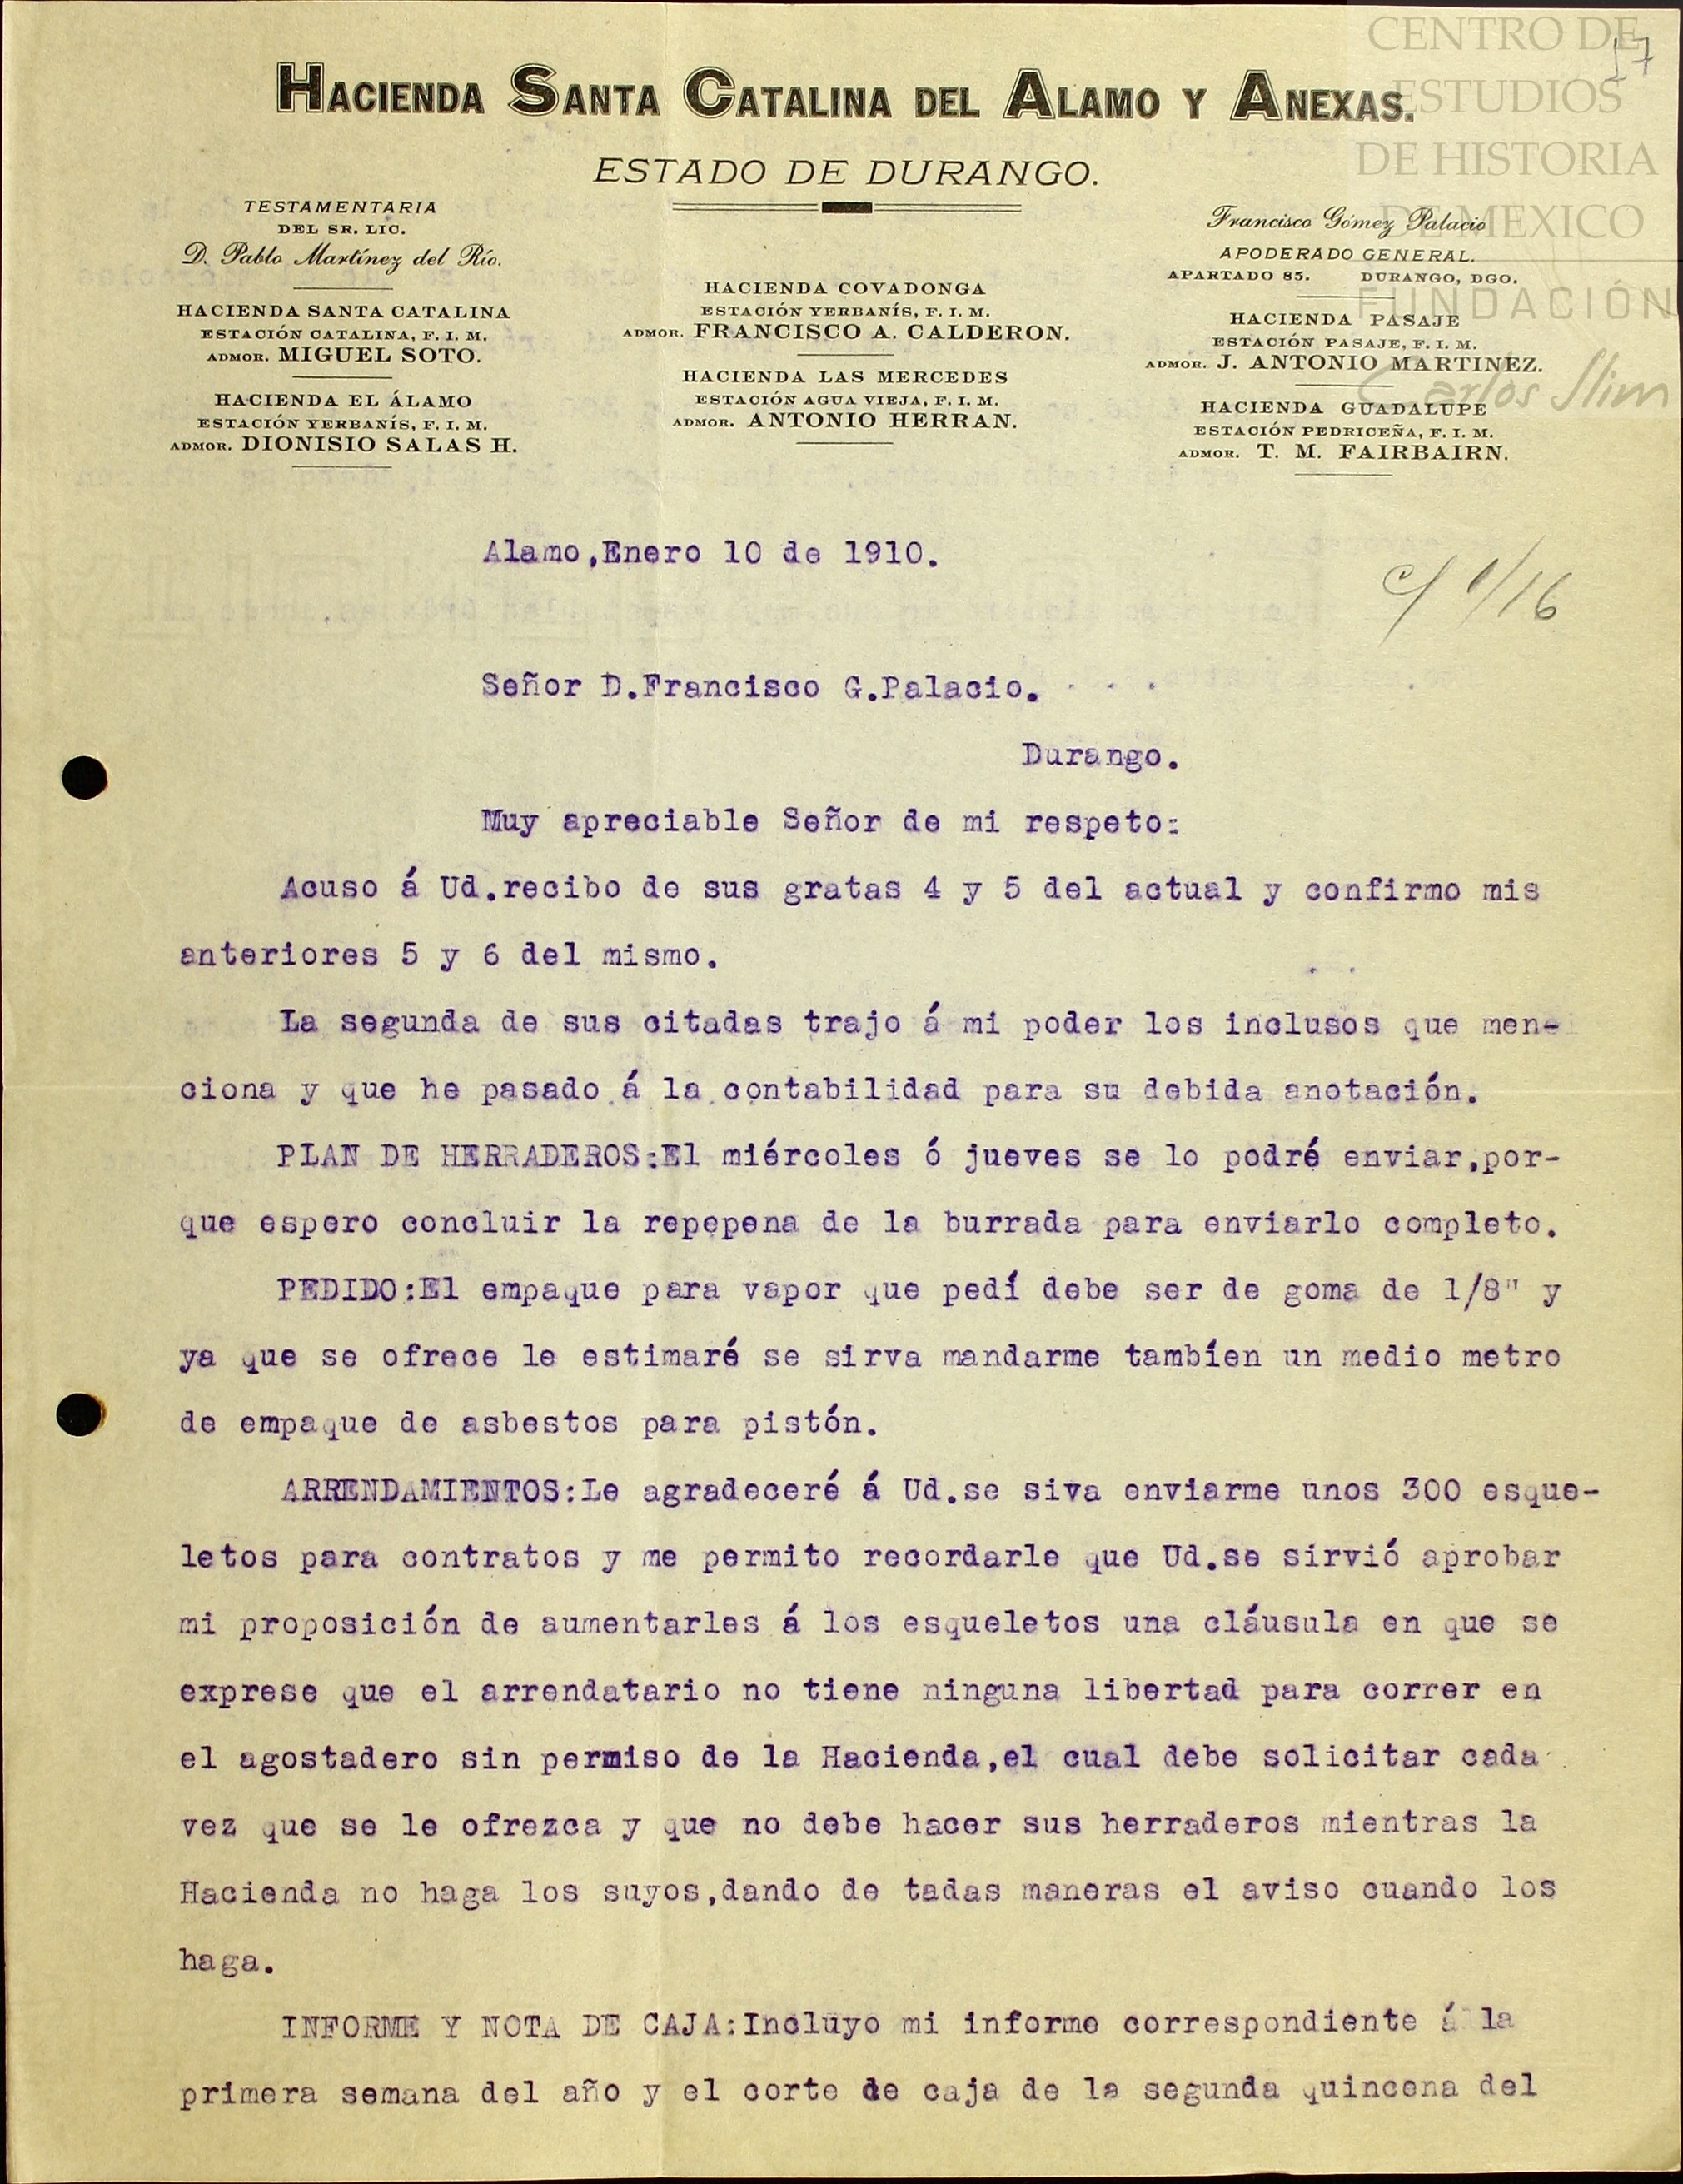 CENTRO DE
ESTUDIOS
DE HISTORIA
DE MEXICO
FUNDACIÓN
Carlos Slim
17
HACIENDA SANTA CATALINA DEL ALAMO Y ANEXAS.
ESTADO DE DURANGO.
TESTAMENTARIA
DEL SR. LIC.
D. Pablo Martínez del Río.
HACIENDA SANTA CATALINA
ESTACIÓN CATALINA, F. I. M.
ADMOR. MIGUEL SOTO.
HACIENDA EL ÁLAMO
ESTACIÓN YERBANÍS, F. I. M.
ADMOR. DIONISIO SALAS H.
HACIENDA COVADONGA
ESTACIÓN YERBANÍS, F. I. M.
ADMOR. FRANCISCO A. CALDERON.
HACIENDA LAS MERCEDES
ESTACIÓN AGUA VIEJA, F. I. M.
ADMOR. ANTONIO HERRAN.
Francisco Gómez Palacio
APODERADO GENERAL.
APARTADO 85. DURANGO, DGO.
HACIENDA PASAJE
ESTACIÓN PASAJE, F. I. M.
ADMOR. J. ANTONIO MARTINEZ.
HACIENDA GUADALUPE
ESTACIÓN PEDRICEÑA, F. I. M.
ADMOR. T. M. FAIRBAIRN.
Alamo,Enero 10 de 1910.
c/ 1/16
Señor D.Francisco G.Palacio.
Durango.
Muy apreciable Señor de mi respeto:
Acuso á Ud.recibo de sus gratas 4 y 5 del actual y confirmo mis
anteriores 5 y 6 del mismo.
La segunda de sus citadas trajo á mi poder los inclusos que men-
ciona y que he pasado á la contabilidad para su debida anotación.
PLAN DE HERRADEROS:El miércoles ó jueves se lo podré enviar,por-
que espero concluir la repepena de la burrada para enviarlo completo.
PEDIDO:El empaque para vapor que pedí debe ser de goma de 1/8" y
ya que se ofrece le estimaré se sirva mandarme tambíen un medio metro
de empaque de asbestos para pistón.
ARRENDAMIENTOS:Le agradeceré á Ud.se siva enviarme unos 300 esque-
letos para contratos y me permito recordarle que Ud.se sirvió aprobar
mi proposición de aumentarles á los esqueletos una cláusula en que se
exprese que el arrendatario no tiene ninguna libertad para correr en
el agostadero sin permiso de la Hacienda,el cual debe solicitar cada
vez que se le ofrezca y que no debe hacer sus herraderos mientras la
Hacienda no haga los suyos,dando de tadas maneras el aviso cuando los
haga.
INFORME Y NOTA DE CAJA:Incluyo mi informe correspondiente á la
primera semana del año y el corte de caja de la segunda quincena del